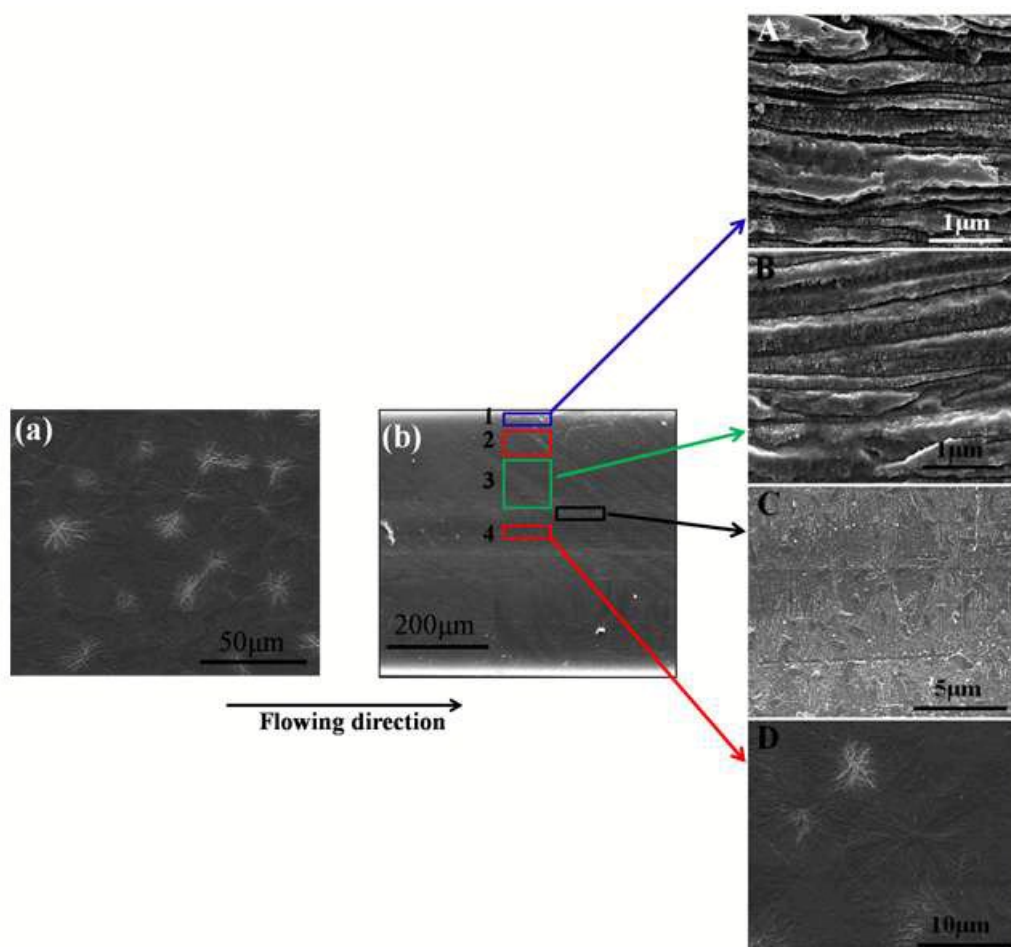 (a)
50μm
Flowing direction
(b)
1
2
3
4
200μm
A
1μm
B
1μm
C
5μm
D
10μm